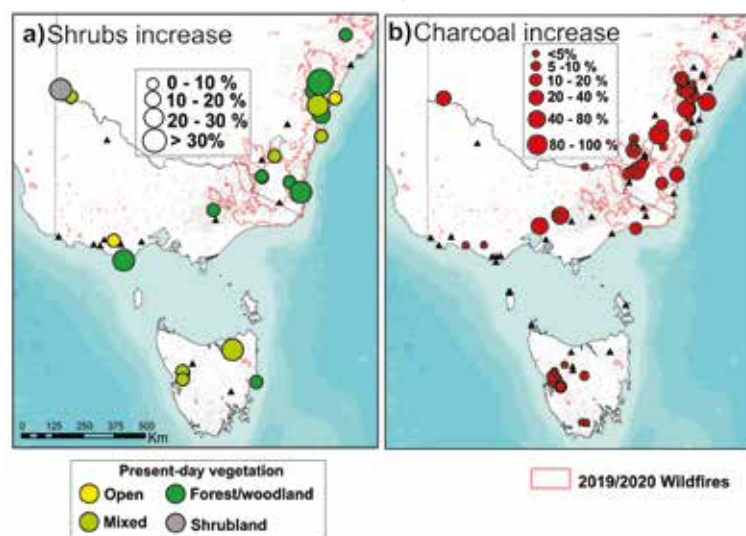 a) Shrubs increase
0 - 10 %
10 - 20 %
20 - 30 %
> 30%
0 125 250 375 500
Km
b) Charcoal increase
<5%
5 -10 %
10 - 20 %
20 - 40 %
40 - 80 %
80 - 100 %
Present-day vegetation
Open
Forest/woodland
Mixed
Shrubland
2019/2020 Wildfires